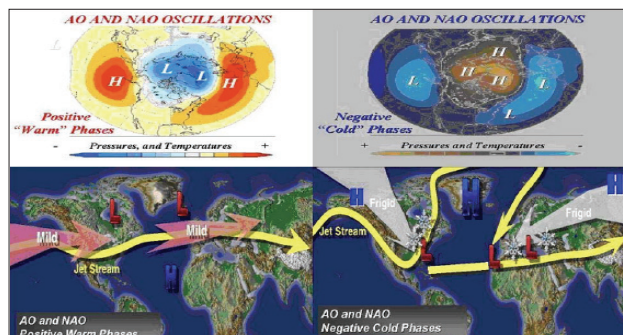 AO AND NAO OSCILLATIONS
L
H
L
L
H
Positive
"Warm" Phases
- Pressures, and Temperatures +
AO AND NAO OSCILLATIONS
H
H
H
L
L
L
Negative
"Cold" Phases
+ Pressures and Temperatures -
L
L
Mild
Mild
Jet Stream
H
AO and NAO
Positive Warm Phases
H
H
H
Frigid
Frigid
Jet Stream
L
L
L
AO and NAO
Negative Cold Phases